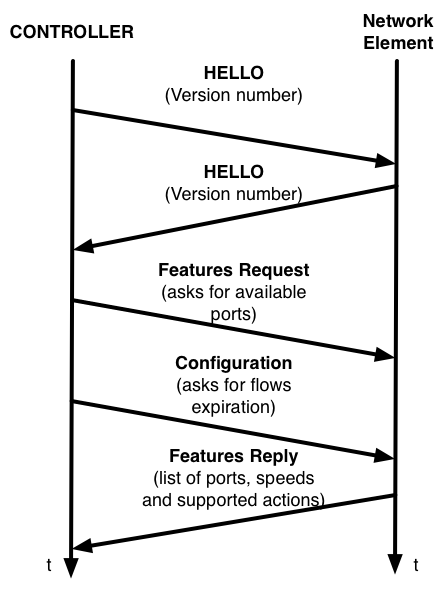 CONTROLLER
Network
Element
HELLO
(Version number)
HELLO
(Version number)
Features Request
(asks for available
ports)
Configuration
(asks for flows
expiration)
Features Reply
(list of ports, speeds
and supported actions)
t
t